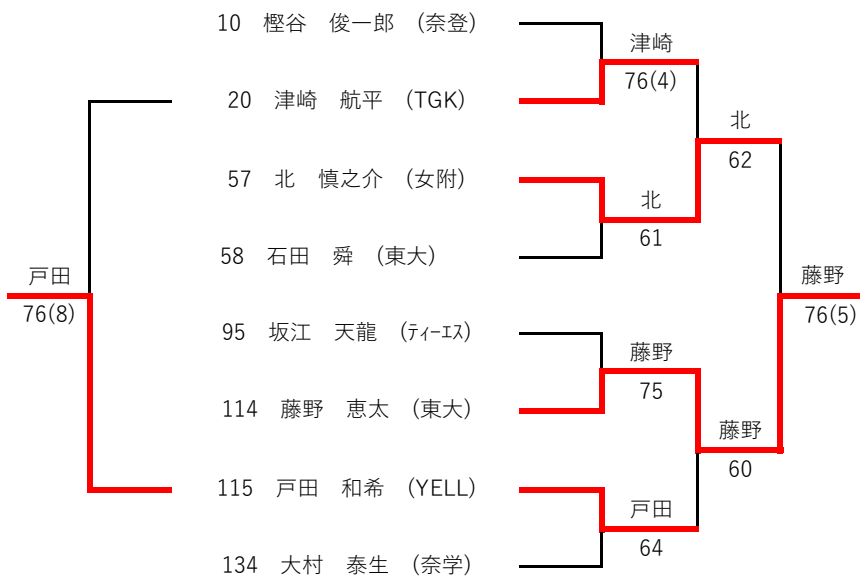 10 樫谷 俊一郎 (奈登)
20 津崎 航平 (TGK)
57 北 慎之介 (女附)
58 石田 舜 (東大)
95 坂江 天龍 (ﾃｨｰｴｽ)
114 藤野 恵太 (東大)
115 戸田 和希 (YELL)
134 大村 泰生 (奈学)
戸田
76(8)
津崎
76(4)
北
61
藤野
75
戸田
64
北
62
藤野
60
藤野
76(5)